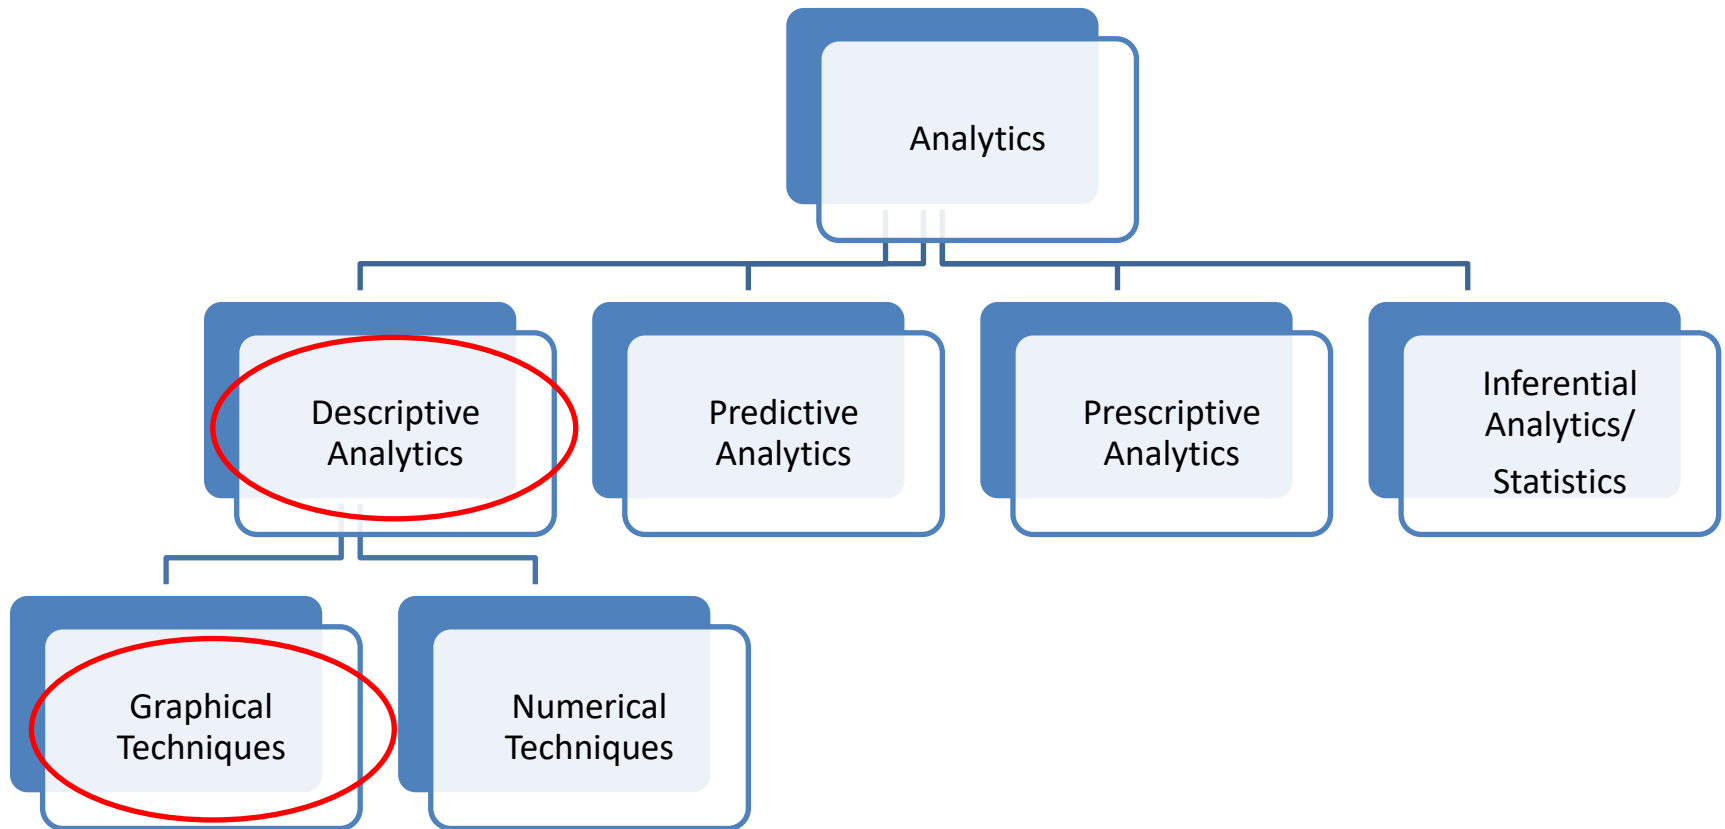 Analytics
Descriptive
Analytics
Predictive
Analytics
Prescriptive
Analytics
Inferential
Analytics/
Statistics
Graphical
Techniques
Numerical
Techniques